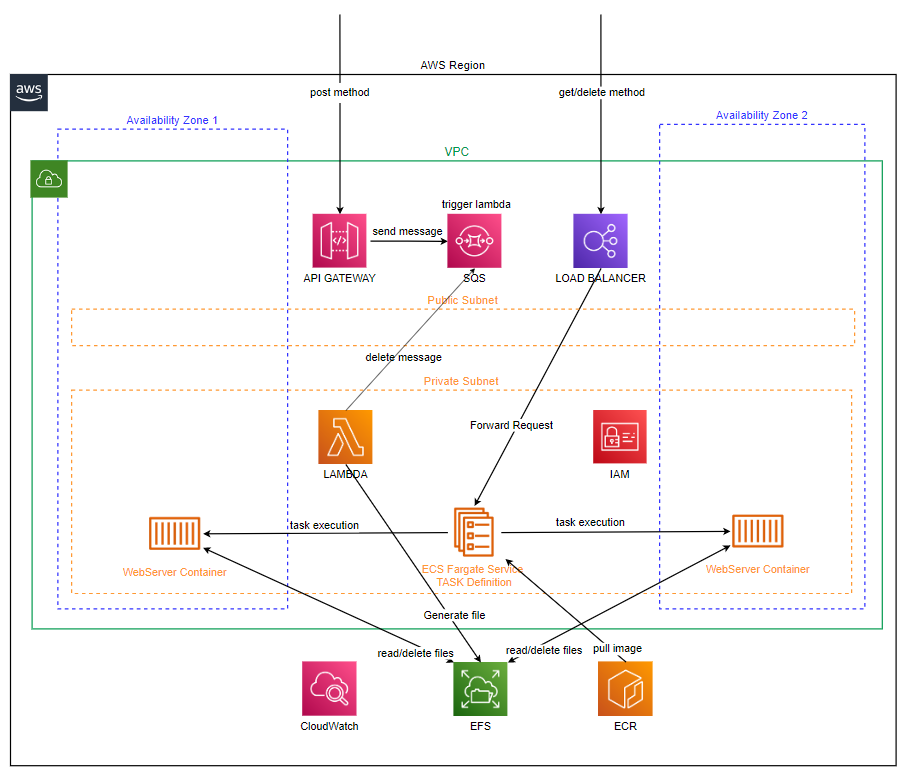 AWS Region
aws
post method
get/delete method
Availability Zone 1
Availability Zone 2
VPC
trigger lambda
send message
API GATEWAY
SQS
LOAD BALANCER
Public Subnet
delete message
Private Subnet
Forward Request
LAMBDA
IAM
task execution
task execution
WebServer Container
ECS Fargate Service
TASK Definition
WebServer Container
Generate file
read/delete files
read/delete files
pull image
CloudWatch
EFS
ECR